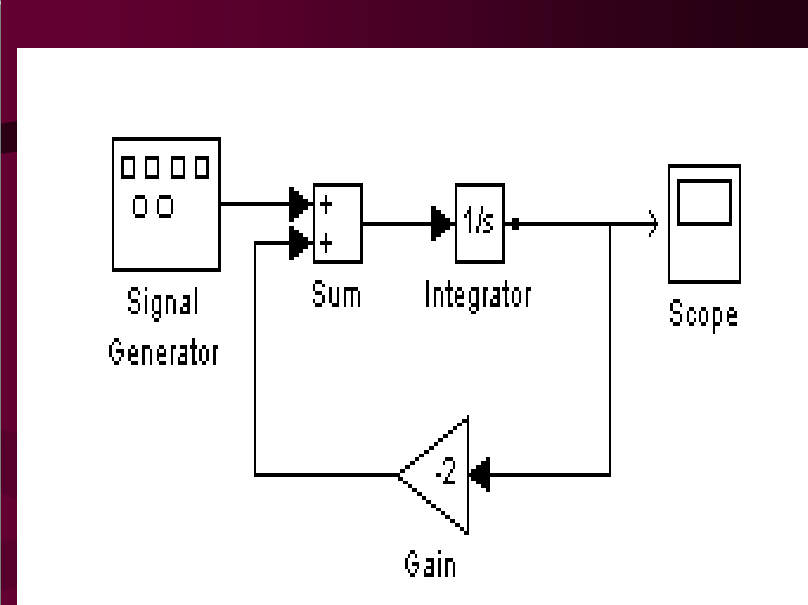 +
1/s
+
Sum
Integrator
Signal
Generator
Scope
-2
Gain